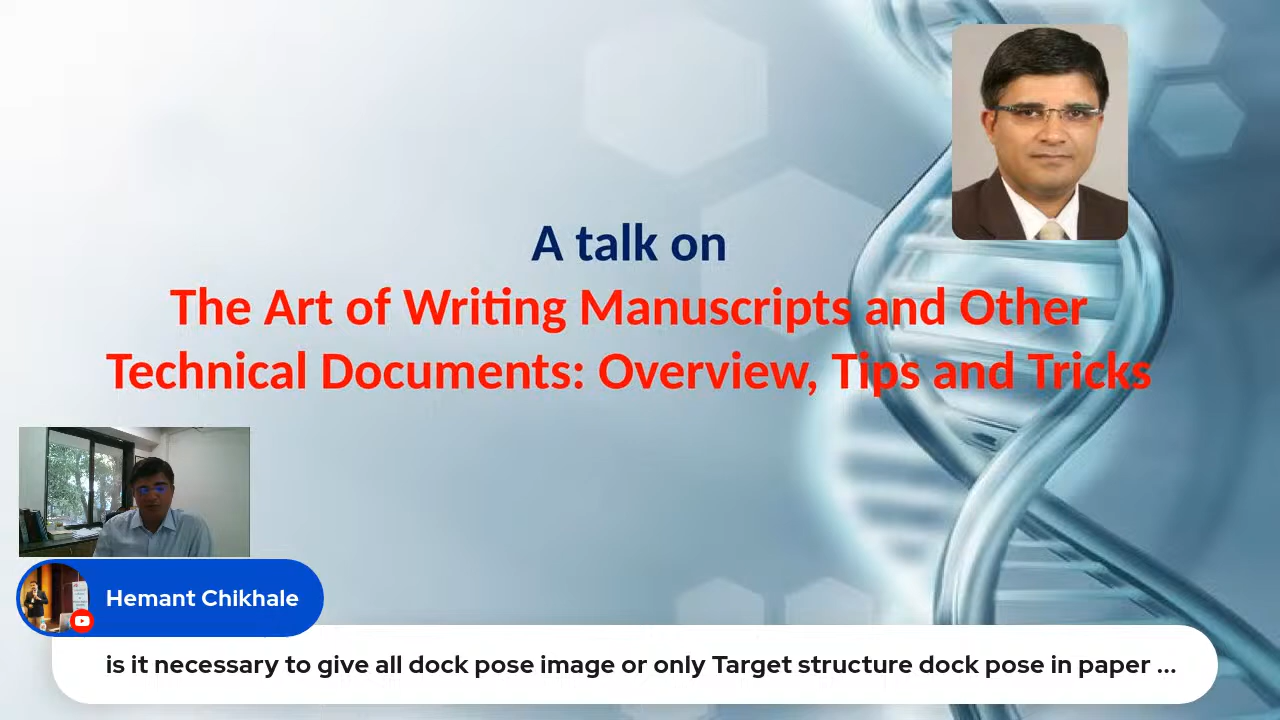 A talk on
The Art of Writing Manuscripts and Other
Technical Documents: Overview, Tips and Tricks
Hemant Chikhale
is it necessary to give all dock pose image or only Target structure dock pose in paper ...